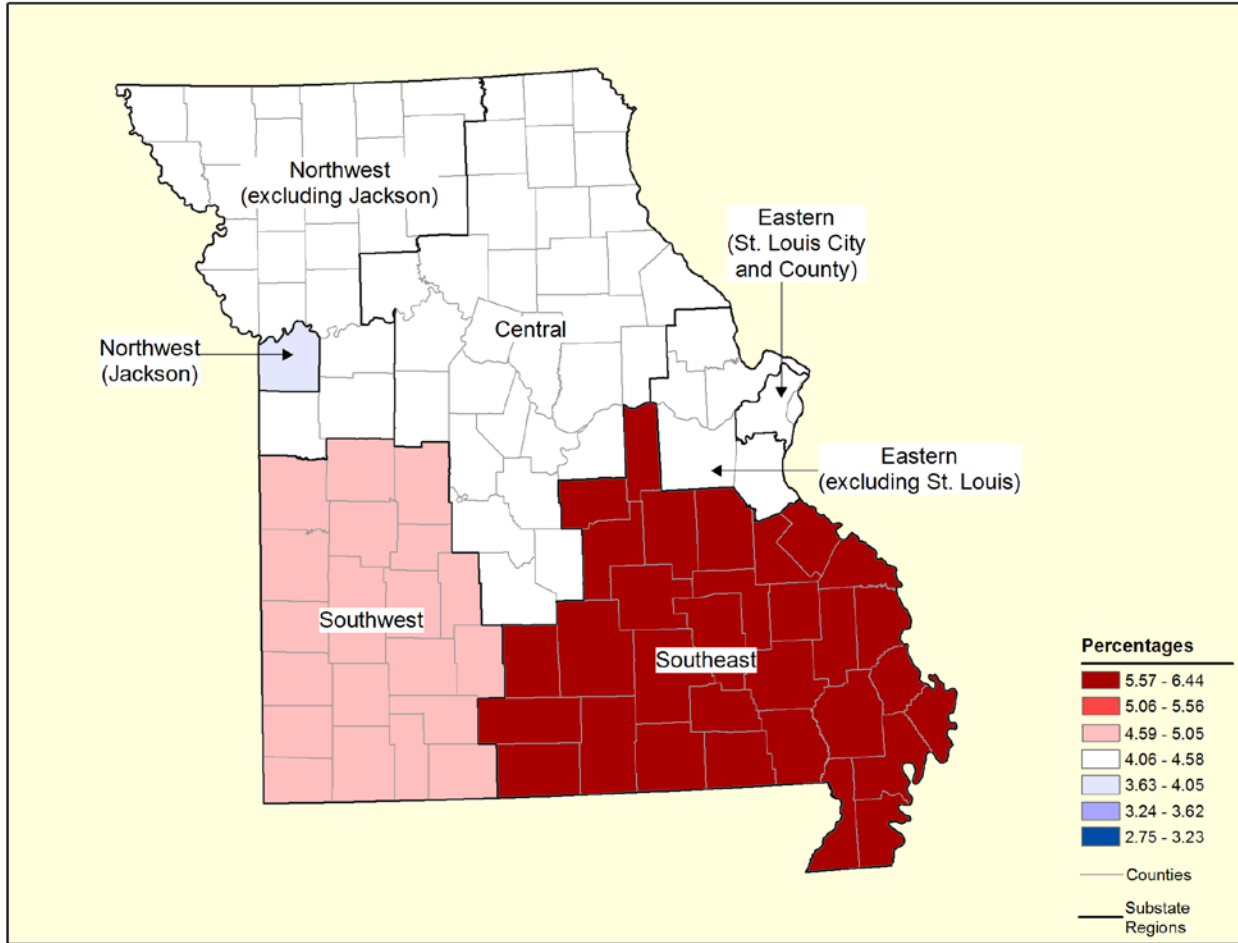 Northwest
(excluding Jackson)
Eastern
(St. Louis City
and County)
Central
Northwest
(Jackson)
Eastern
(excluding St. Louis)
Southwest
Southeast
Percentages
5.57 - 6.44
5.06 - 5.56
4.59 - 5.05
4.06 - 4.58
3.63 - 4.05
3.24 - 3.62
2.75 - 3.23
Counties
Substate
Regions